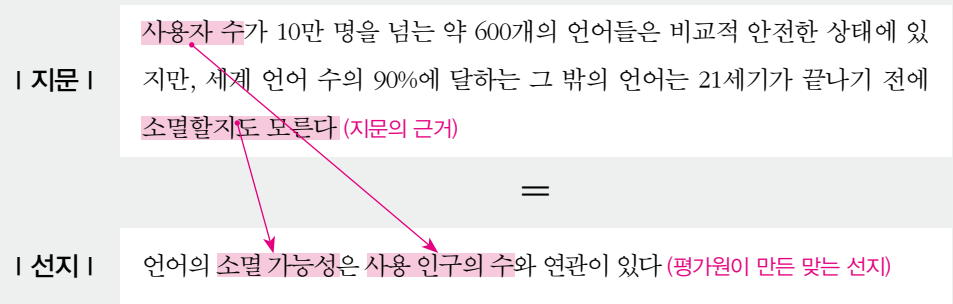 사용자 수가 10만 명을 넘는 약 600개의 언어들은 비교적 안전한 상태에 있
| 지문 | 지만, 세계 언어 수의 90%에 달하는 그 밖의 언어는 21세기가 끝나기 전에
소멸할지도 모른다 (지문의 근거)
=
| 선지 | 언어의 소멸 가능성은 사용 인구의 수와 연관이 있다 (평가원이 만든 맞는 선지)